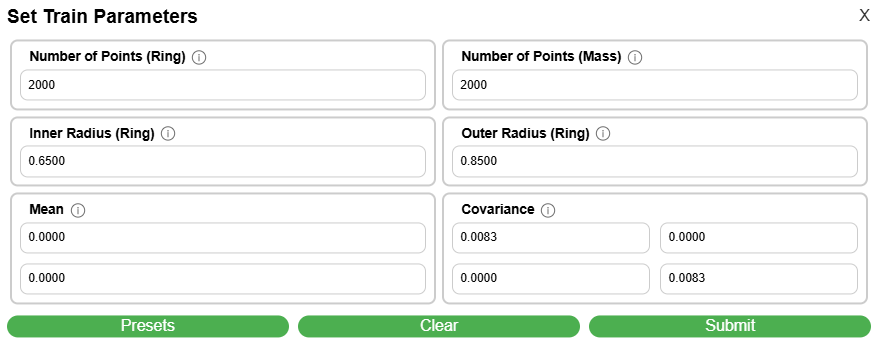 Set Train Parameters X
Number of Points (Ring) Number of Points (Mass)
2000 2000
Inner Radius (Ring) Outer Radius (Ring)
0.6500 0.8500
Mean Covariance
0.0000 0.0083 0.0000
0.0000 0.0000 0.0083
Presets Clear Submit